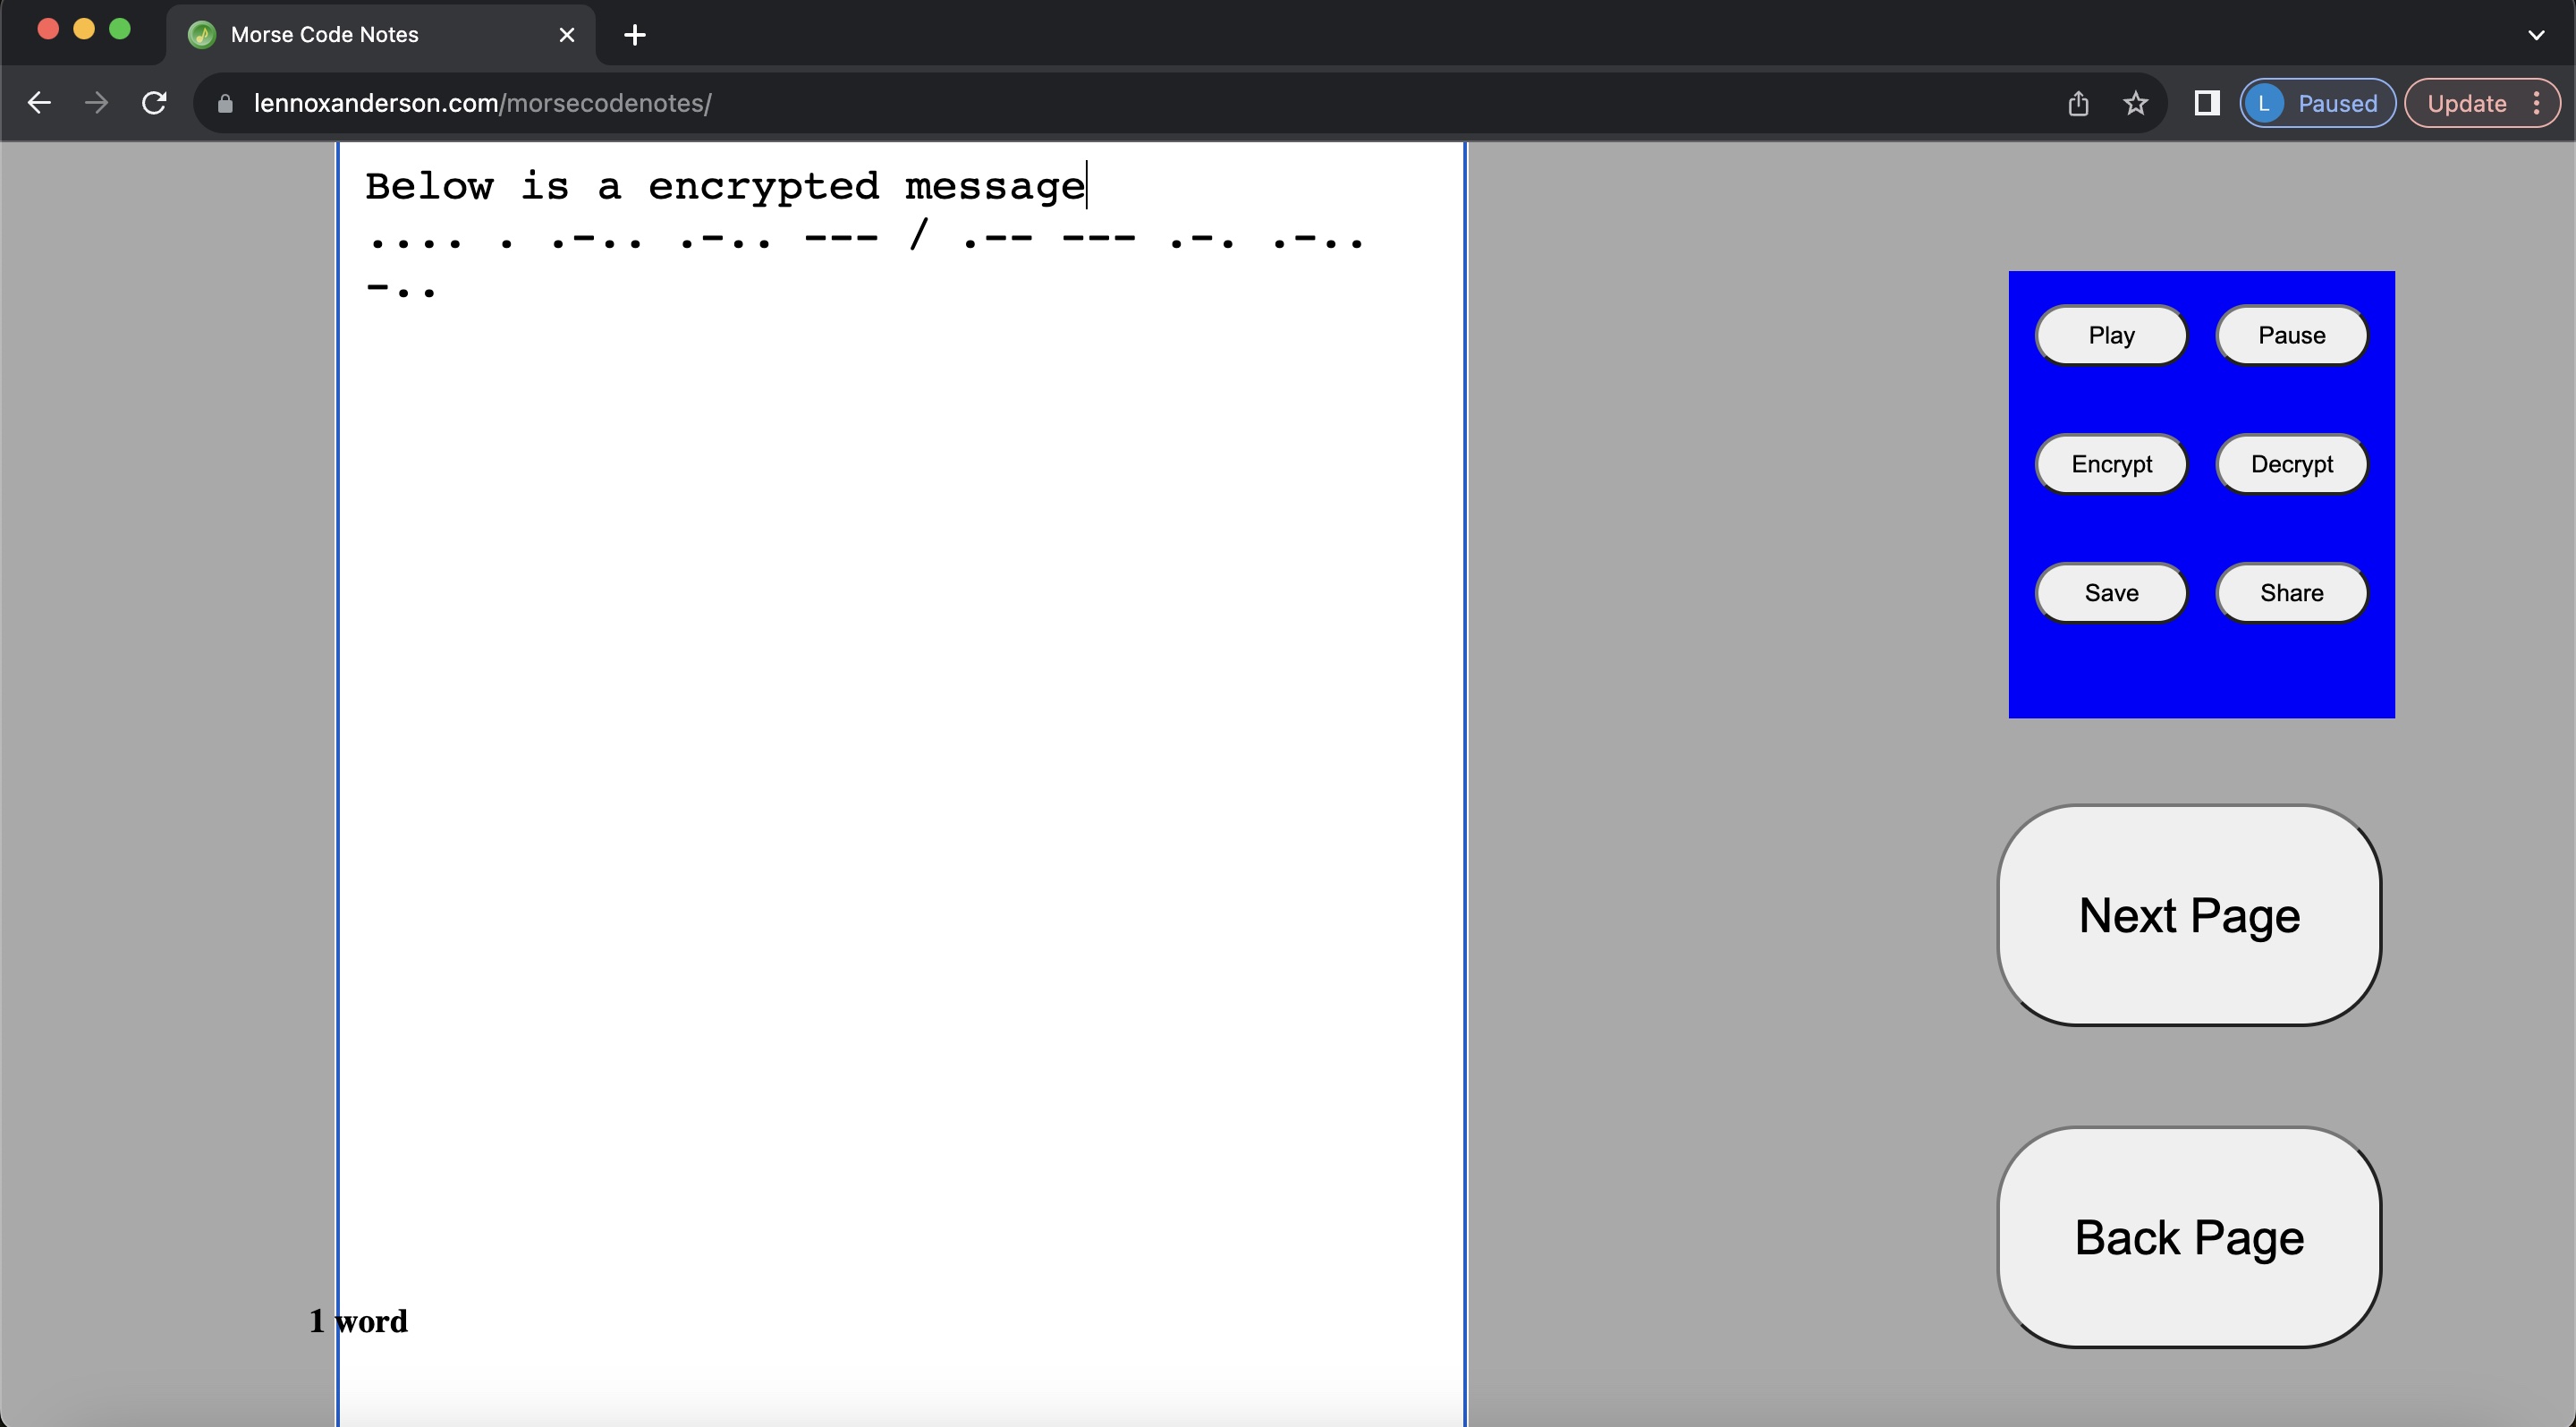 Morse Code Notes
lennoxanderson.com/morsecodenotes/
L Paused Update
Below is a encrypted message
.... . .-.. .-.. --- / .-- --- .-. .-..
-..
Play Pause
Encrypt Decrypt
Save Share
Next Page
Back Page
1 word